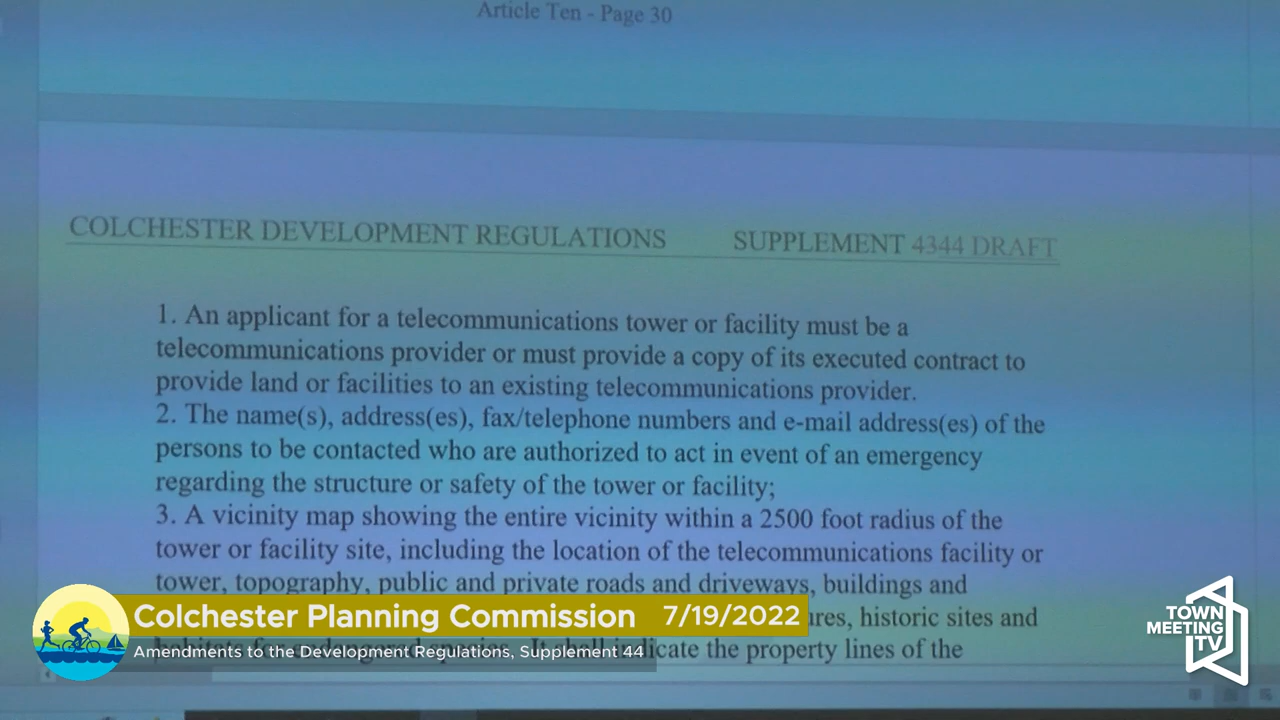 Article Ten - Page 30
COLCHESTER DEVELOPMENT REGULATIONS SUPPLEMENT 4344 DRAFT
1. An applicant for a telecommunications tower or facility must be a
telecommunications provider or must provide a copy of its executed contract to
provide land or facilities to an existing telecommunications provider.
2. The name(s), address(es), fax/telephone numbers and e-mail address(es) of the
persons to be contacted who are authorized to act in event of an emergency
regarding the structure or safety of the tower or facility;
3. A vicinity map showing the entire vicinity within a 2500 foot radius of the
tower or facility site, including the location of the telecommunications facility or
tower, topography, public and private roads and driveways, buildings and
historic sites and
the property lines of the
Colchester Planning Commission 7/19/2022
Amendments to the Development Regulations, Supplement 44
TOWN
MEETING
TV